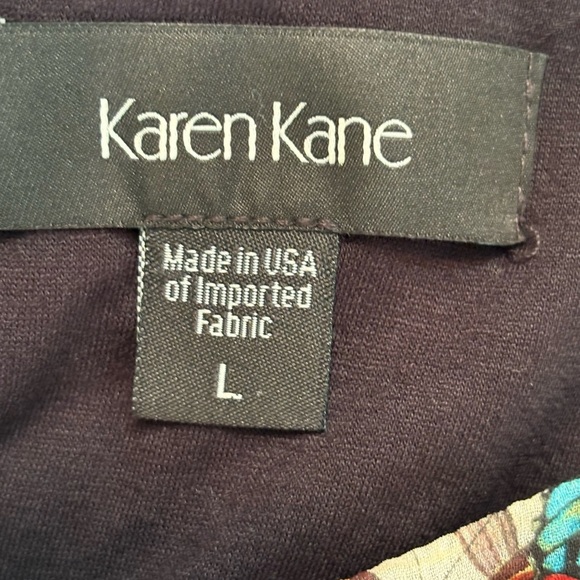 Karen Kane
Made in USA
of Imported
Fabric
L